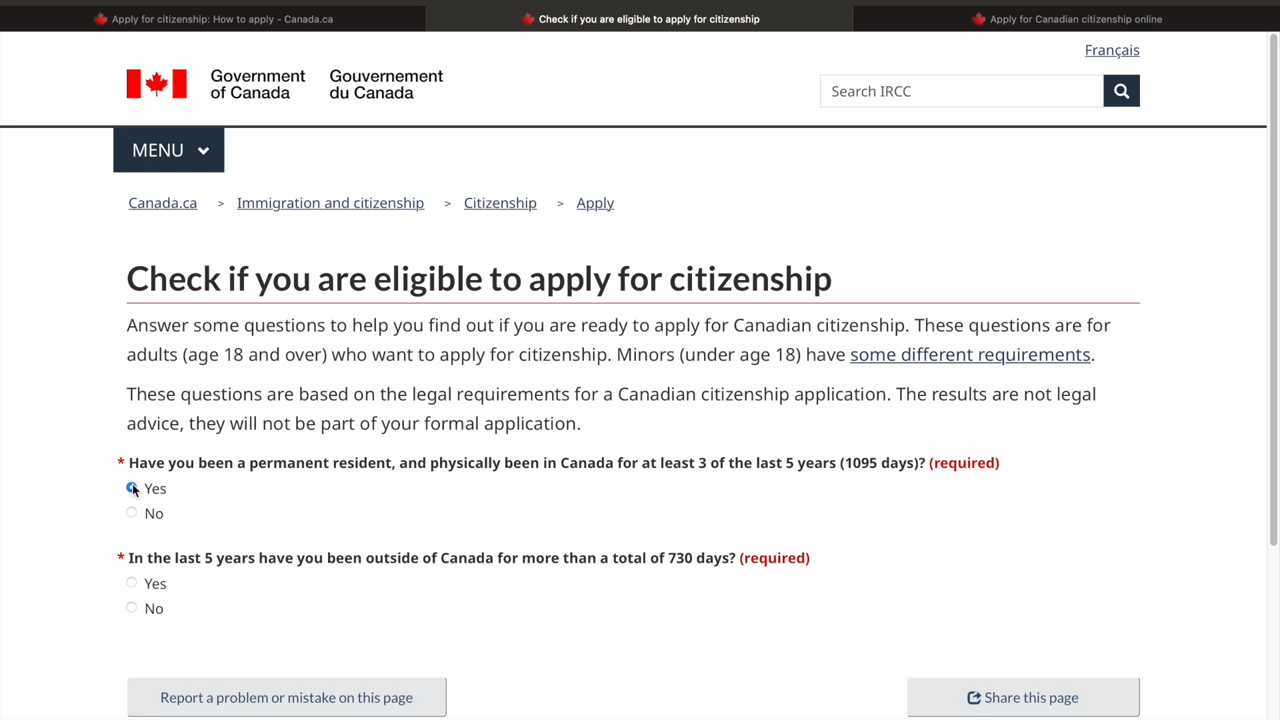 Apply for citizenship: How to apply - Canada.ca
Check if you are eligible to apply for citizenship
Apply for Canadian citizenship online
Français
Government of Canada
Gouvernement du Canada
Search IRCC
MENU
Canada.ca > Immigration and citizenship > Citizenship > Apply
Check if you are eligible to apply for citizenship
Answer some questions to help you find out if you are ready to apply for Canadian citizenship. These questions are for
adults (age 18 and over) who want to apply for citizenship. Minors (under age 18) have some different requirements.
These questions are based on the legal requirements for a Canadian citizenship application. The results are not legal
advice, they will not be part of your formal application.
* Have you been a permanent resident, and physically been in Canada for at least 3 of the last 5 years (1095 days)? (required)
Yes
No
* In the last 5 years have you been outside of Canada for more than a total of 730 days? (required)
Yes
No
Report a problem or mistake on this page
Share this page